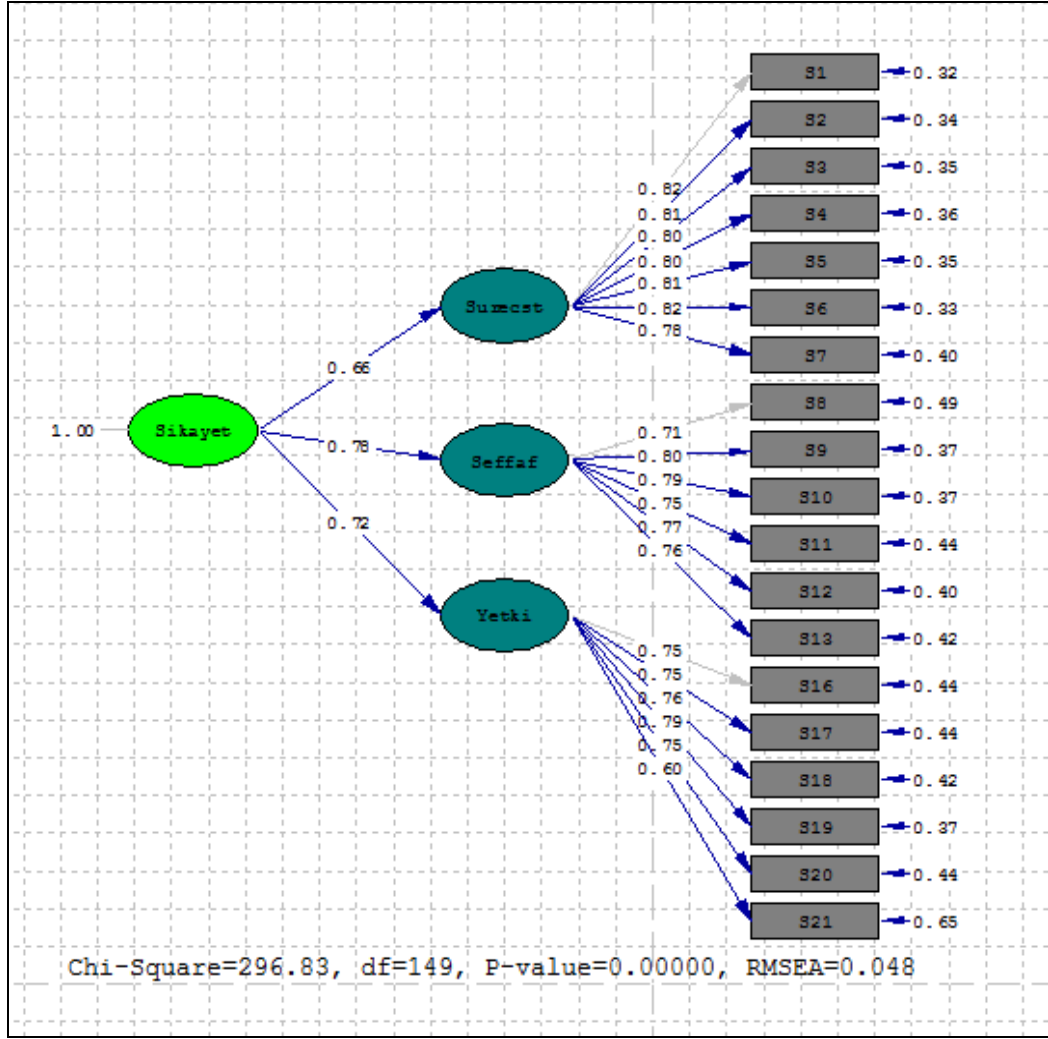 S1
0.32
S2
0.34
S3
0.35
S4
0.36
S5
0.35
S6
0.33
S7
0.40
S8
0.49
S9
0.37
S10
0.37
S11
0.44
S12
0.40
S13
0.42
S16
0.44
S17
0.44
S18
0.42
S19
0.37
S20
0.44
S21
0.65
0.82
0.81
0.80
0.80
0.81
0.82
0.78
0.71
0.80
0.79
0.75
0.77
0.76
0.75
0.75
0.76
0.79
0.75
0.60
Surecst
Seffaf
Yetki
0.66
0.78
0.72
1.00
Sikayet
Chi-Square=296.83, df=149, P-value=0.00000, RMSEA=0.048